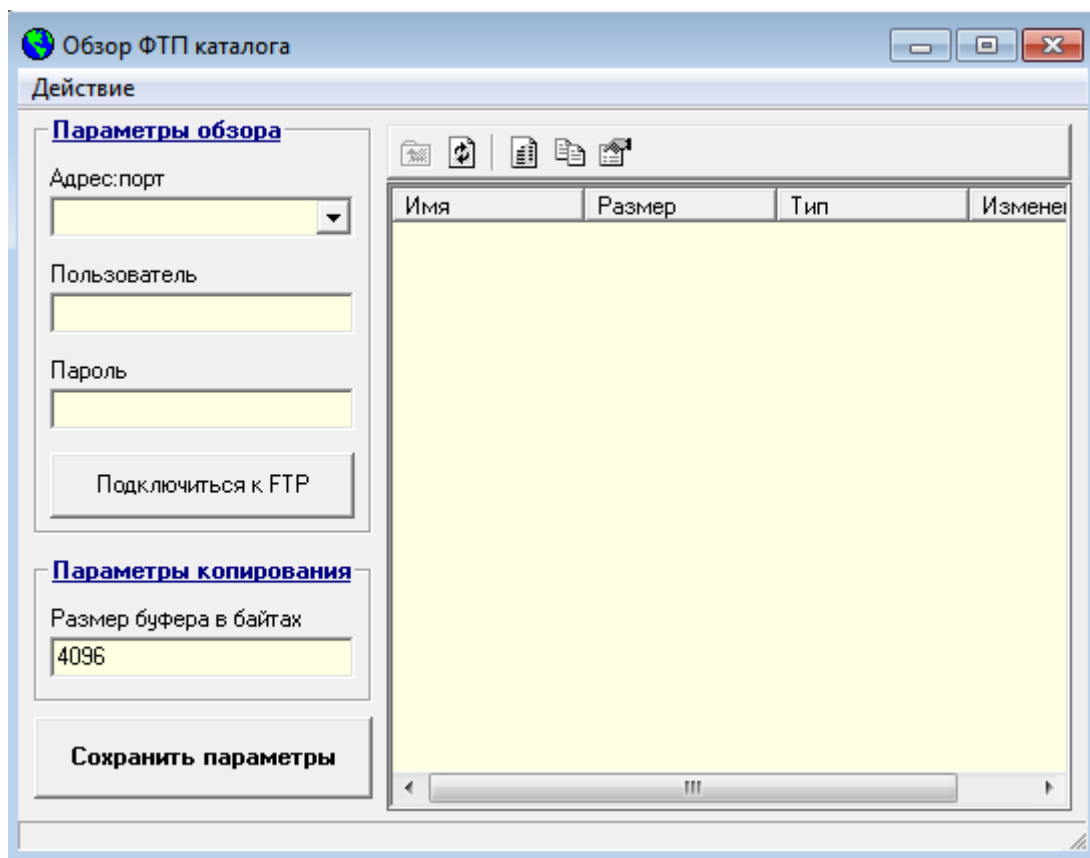 Обзор ФТП каталога
Действие
Параметры обзора
Адрес:порт
Пользователь
Пароль
Подключиться к FTP
Параметры копирования
Размер буфера в байтах
4096
Сохранить параметры
Имя Размер Тип Изменен